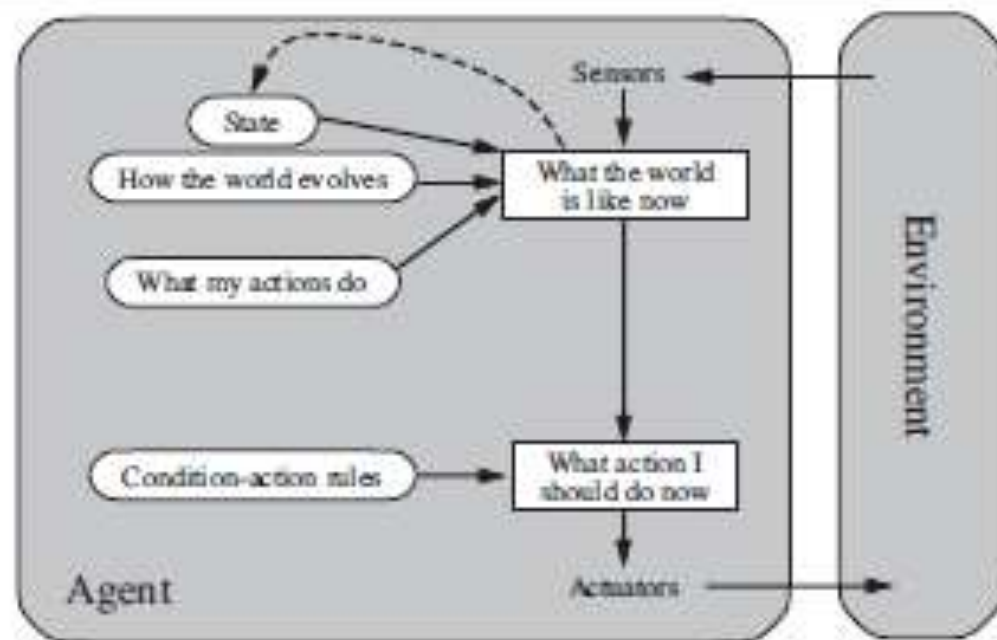 Sensors
State
How the world evolves
What the world
is like now
What my actions do
Environment
Condition-action rules
What action I
should do now
Agent
Actuators